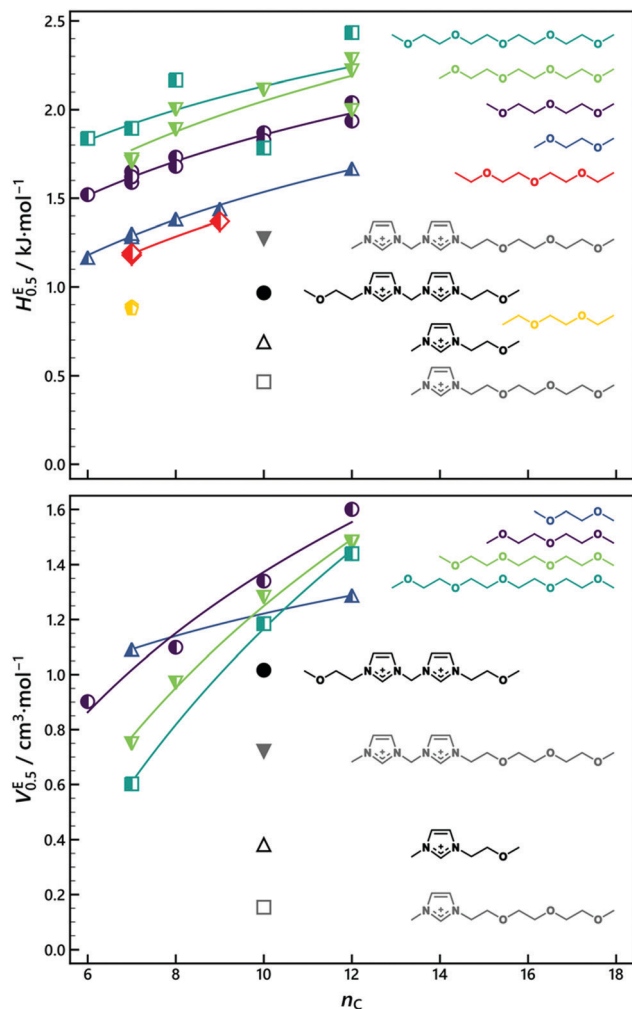 2.5
O O O O O
O O O O
2.0
O O O
O O
1.5
O O O
N + N N + N O O O
H^E_0.5 / kJ·mol⁻¹
1.0
O N + N N + N O
O O
N + N O
0.5
N + N O O O
0.0
1.6
O O
O O O
1.4
O O O O
O O O O O
1.2
1.0
O N + N N + N O
0.8
N + N N + N O O O
V^E_0.5 / cm³·mol⁻¹
0.6
0.4
N + N O
0.2
N + N O O O
0.0
6 8 10 12 14 16 18
n_C